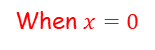 When x = 0